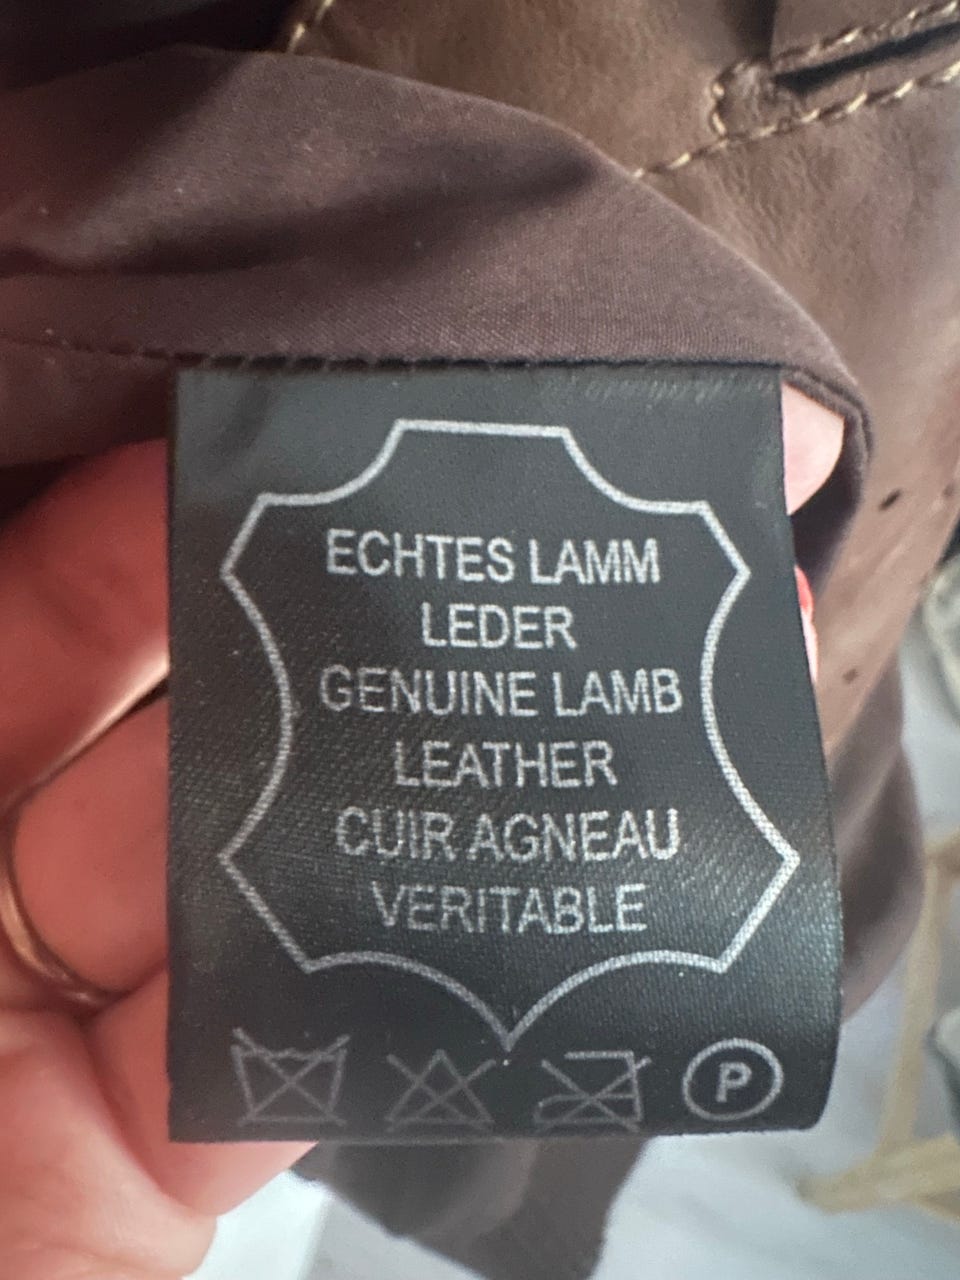 ECHTES LAMM
LEDER
GENUINE LAMB
LEATHER
CUIR AGNEAU
VERITABLE
P